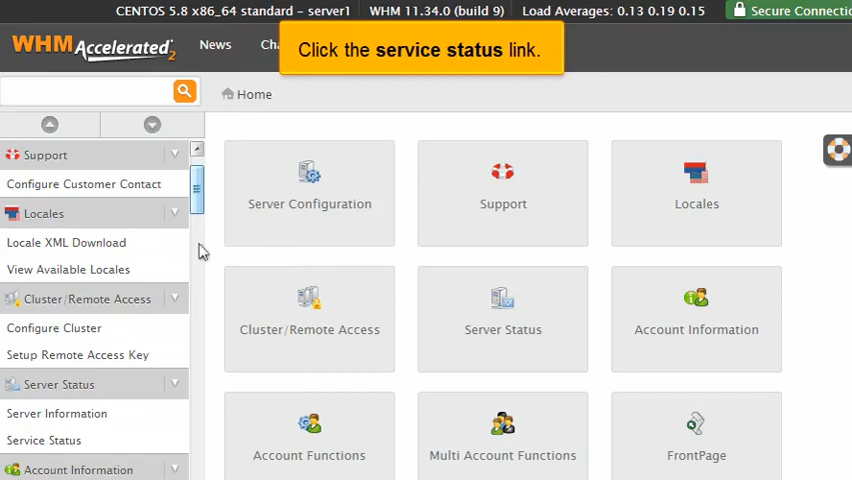 CENTOS 5.8 x86_64 standard – server1 WHM 11.34.0 (build 9) Load Averages: 0.13 0.19 0.15 Secure Connectio
WHM Accelerated2 News Ch
Click the service status link.
Home
Support
Configure Customer Contact
Locales
Locale XML Download
View Available Locales
Cluster/Remote Access
Configure Cluster
Setup Remote Access Key
Server Status
Server Information
Service Status
Account Information
Server Configuration Support Locales
Cluster/Remote Access Server Status Account Information
Account Functions Multi Account Functions FrontPage